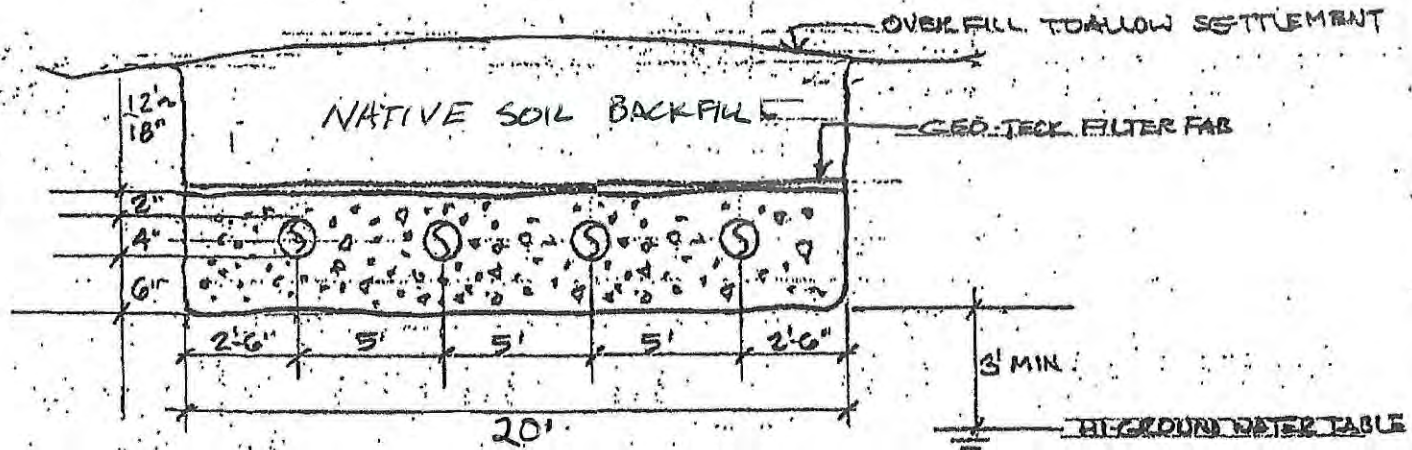 OVERFILL TO ALLOW SETTLEMENT
12"~
18"
NATIVE SOIL BACKFILL
GEO-TECK FILTER FAB
2"
4"
S S S S
6"
2'-6" 5' 5' 5' 2'-6"
3' MIN.
20'
HI-GROUND WATER TABLE